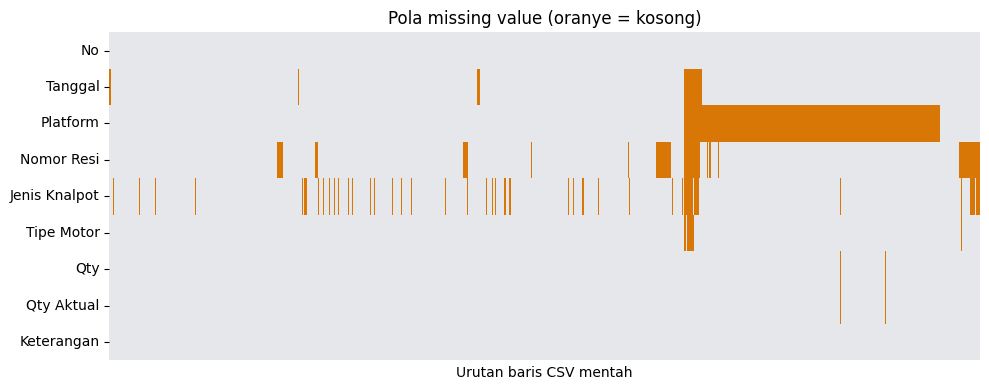 Pola missing value (oranye = kosong)
No
Tanggal
Platform
Nomor Resi
Jenis Knalpot
Tipe Motor
Qty
Qty Aktual
Keterangan
Urutan baris CSV mentah